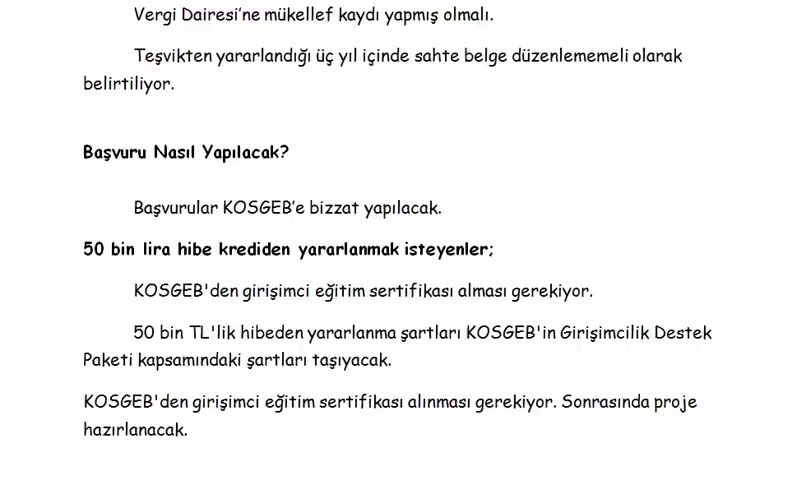 Vergi Dairesi’ne mükellef kaydı yapmış olmalı.
Teşvikten yararlandığı üç yıl içinde sahte belge düzenlememeli olarak
belirtiliyor.
Başvuru Nasıl Yapılacak?
Başvurular KOSGEB’e bizzat yapılacak.
50 bin lira hibe krediden yararlanmak isteyenler;
KOSGEB'den girişimci eğitim sertifikası alması gerekiyor.
50 bin TL'lik hibeden yararlanma şartları KOSGEB'in Girişimcilik Destek
Paketi kapsamındaki şartları taşıyacak.
KOSGEB'den girişimci eğitim sertifikası alınması gerekiyor. Sonrasında proje
hazırlanacak.